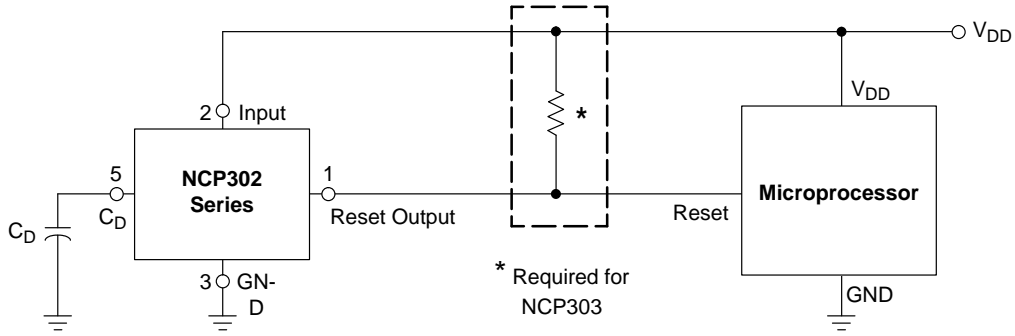 V_DD
V_DD
2
Input
*
5
NCP302
Series
1
Microprocessor
C_D
Reset Output
Reset
C_D
3
GN-
D
* Required for
NCP303
GND